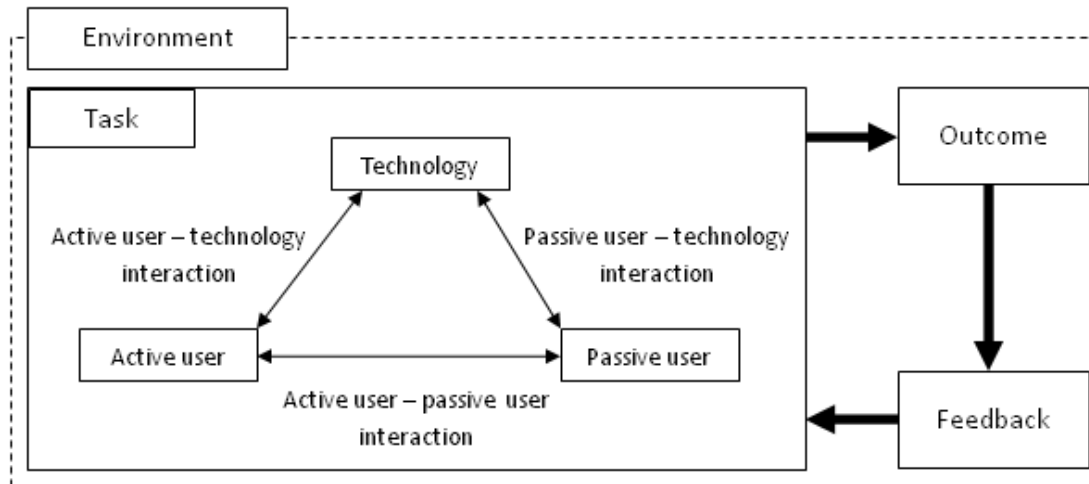 Environment
Task
Outcome
Technology
Active user – technology
interaction
Passive user – technology
interaction
Active user
Passive user
Active user – passive user
interaction
Feedback